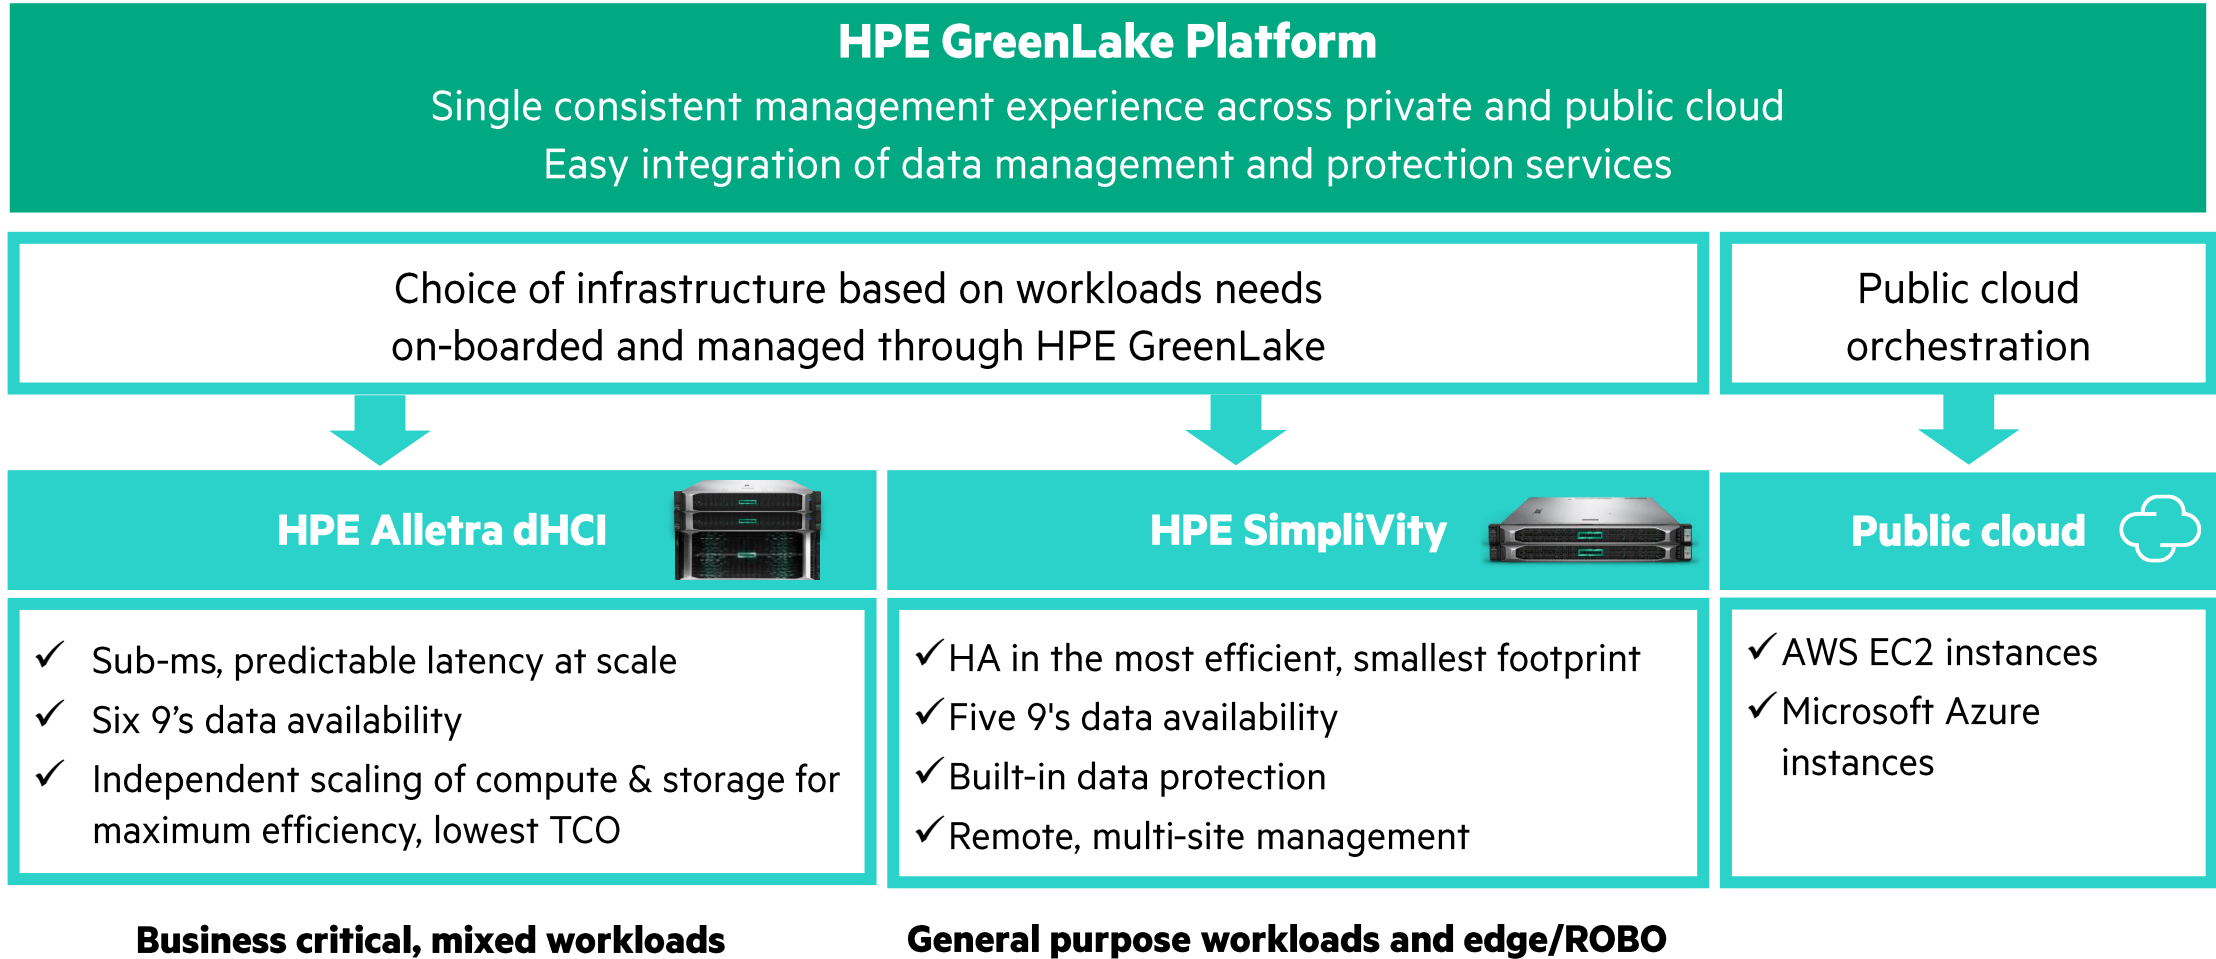 HPE GreenLake Platform
Single consistent management experience across private and public cloud
Easy integration of data management and protection services
Choice of infrastructure based on workloads needs
on-boarded and managed through HPE GreenLake
Public cloud
orchestration
HPE Alletra dHCI
HPE SimpliVity
Public cloud
✓ Sub-ms, predictable latency at scale
✓ Six 9’s data availability
✓ Independent scaling of compute & storage for
maximum efficiency, lowest TCO
✓ HA in the most efficient, smallest footprint
✓ Five 9's data availability
✓ Built-in data protection
✓ Remote, multi-site management
✓ AWS EC2 instances
✓ Microsoft Azure
instances
Business critical, mixed workloads
General purpose workloads and edge/ROBO